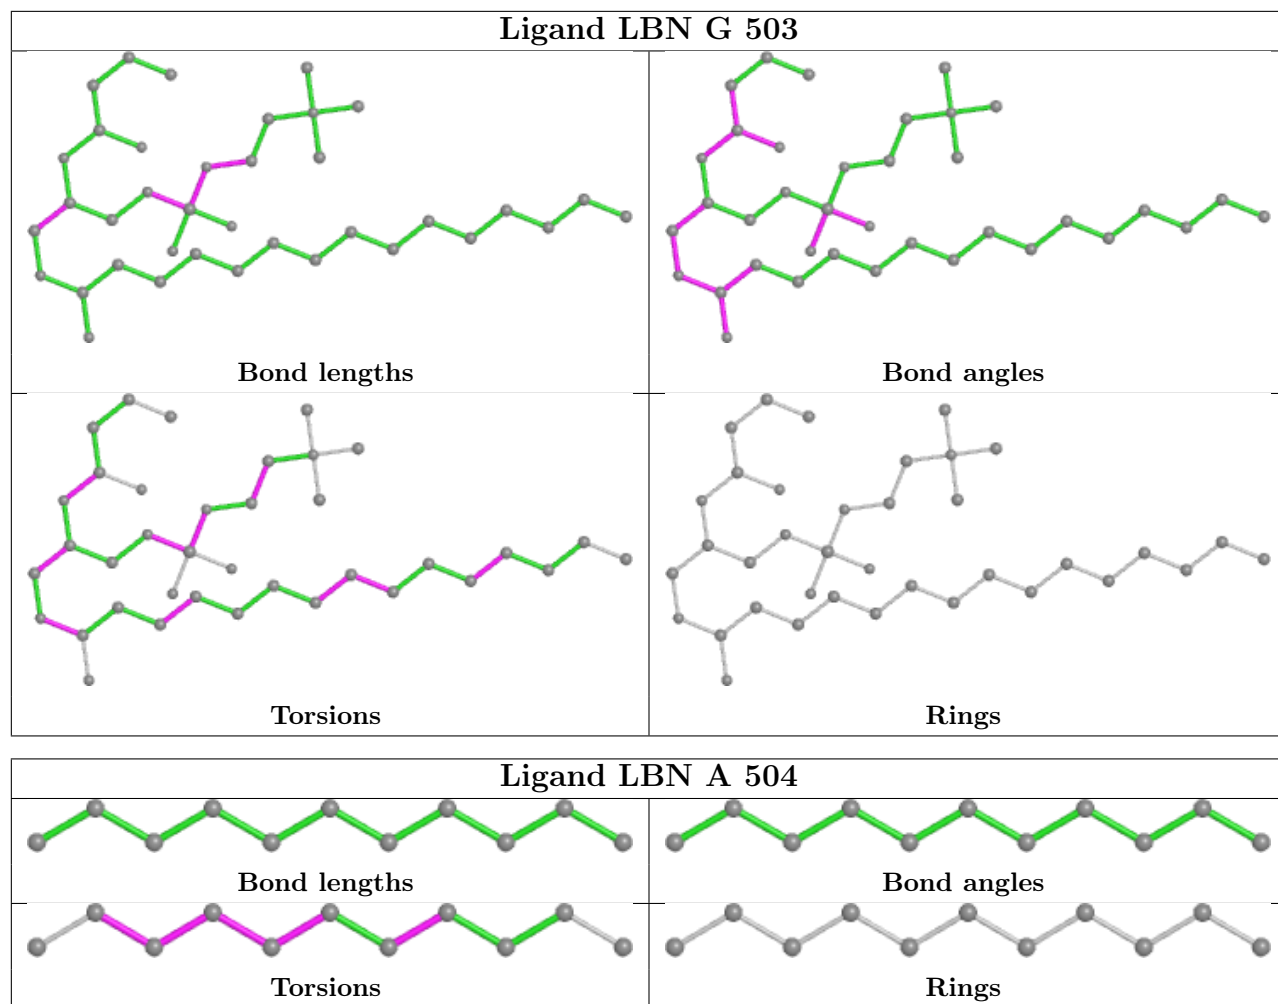 Ligand LBN G 503
Bond lengths
Bond angles
Torsions
Rings
Ligand LBN A 504
Bond lengths
Bond angles
Torsions
Rings